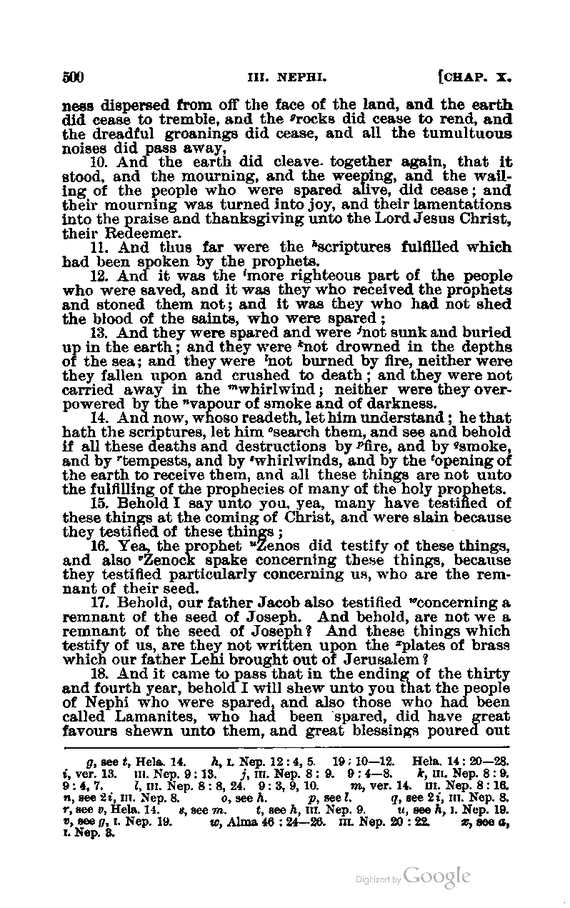 500 III. NEPHI. [CHAP. X.
ness dispersed from off the face of the land, and the earth
did cease to tremble, and the ᵍrocks did cease to rend, and
the dreadful groanings did cease, and all the tumultuous
noises did pass away,
10. And the earth did cleave together again, that it
stood, and the mourning, and the weeping, and the wail-
ing of the people who were spared alive, did cease; and
their mourning was turned into joy, and their lamentations
into the praise and thanksgiving unto the Lord Jesus Christ,
their Redeemer.
11. And thus far were the ʰscriptures fulfilled which
had been spoken by the prophets.
12. And it was the ⁱmore righteous part of the people
who were saved, and it was they who received the prophets
and stoned them not; and it was they who had not shed
the blood of the saints, who were spared;
13. And they were spared and were ʲnot sunk and buried
up in the earth; and they were ᵏnot drowned in the depths
of the sea; and they were ˡnot burned by fire, neither were
they fallen upon and crushed to death; and they were not
carried away in the ᵐwhirlwind; neither were they over-
powered by the ⁿvapour of smoke and of darkness.
14. And now, whoso readeth, let him understand; he that
hath the scriptures, let him ᵒsearch them, and see and behold
if all these deaths and destructions by ᵖfire, and by qsmoke,
and by ʳtempests, and by ˢwhirlwinds, and by the ᵗopening of
the earth to receive them, and all these things are not unto
the fulfilling of the prophecies of many of the holy prophets.
15. Behold I say unto you, yea, many have testified of
these things at the coming of Christ, and were slain because
they testified of these things;
16. Yea, the prophet ᵘZenos did testify of these things,
and also ᵛZenock spake concerning these things, because
they testified particularly concerning us, who are the rem-
nant of their seed.
17. Behold, our father Jacob also testified ʷconcerning a
remnant of the seed of Joseph. And behold, are not we a
remnant of the seed of Joseph? And these things which
testify of us, are they not written upon the ˣplates of brass
which our father Lehi brought out of Jerusalem?
18. And it came to pass that in the ending of the thirty
and fourth year, behold I will shew unto you that the people
of Nephi who were spared, and also those who had been
called Lamanites, who had been spared, did have great
favours shewn unto them, and great blessings poured out
g, see t, Hela. 14. h, I. Nep. 12:4, 5. 19:10—12. Hela. 14:20—28.
i, ver. 13. III. Nep. 9:13. j, III. Nep. 8:9. 9:4—8. k, III. Nep. 8:9.
9:4, 7. l, III. Nep. 8:8, 24. 9:3, 9, 10. m, ver. 14. III. Nep. 8:16.
n, see 2i, III. Nep. 8. o, see h. p, see l. q, see 2i, III. Nep. 8.
r, see v, Hela. 14. s, see m. t, see h, III. Nep. 9. u, see h, I. Nep. 19.
v, see g, I. Nep. 19. w, Alma 46:24—26. III. Nep. 20:22. x, see a,
I. Nep. 3.
Digitized by Google